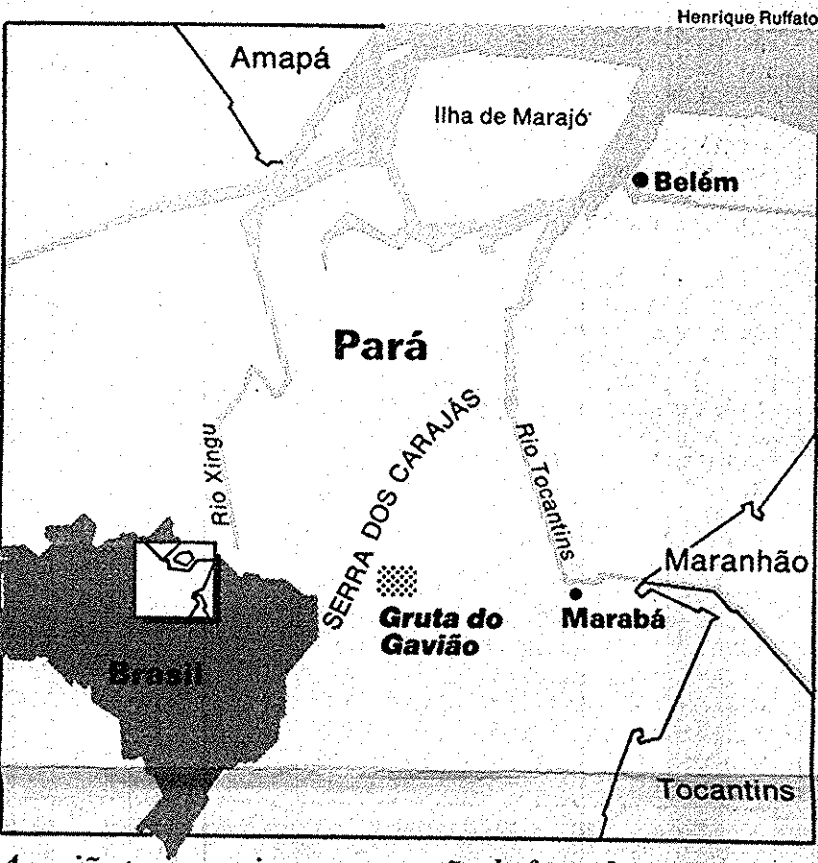 Henrique Ruffato
Amapá
Ilha de Marajó
Belém
Pará
Rio Xingu
SERRA DOS CARAJÁS
Rio Tocantins
Maranhão
Gruta do
Gavião
Marabá
Brasil
Tocantins